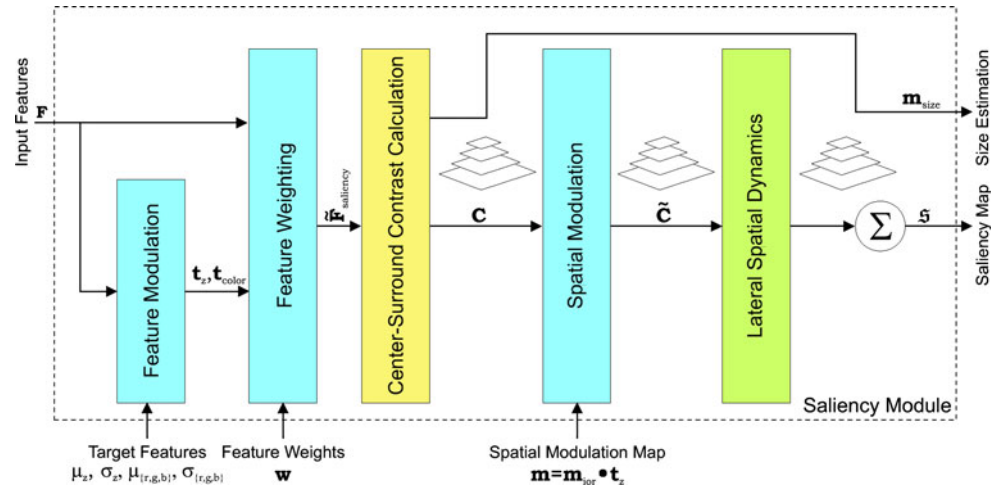 Input Features
F
Feature Modulation
t_z, t_color
Target Features
μ_z, σ_z, μ_{r,g,b}, σ_{r,g,b}
Feature Weighting
Feature Weights
w
F̃_saliency
Center-Surround Contrast Calculation
C
Spatial Modulation
Spatial Modulation Map
m=m_ior • t_z
C̃
Lateral Spatial Dynamics
Σ
S
m_size
Size Estimation
Saliency Map
Saliency Module